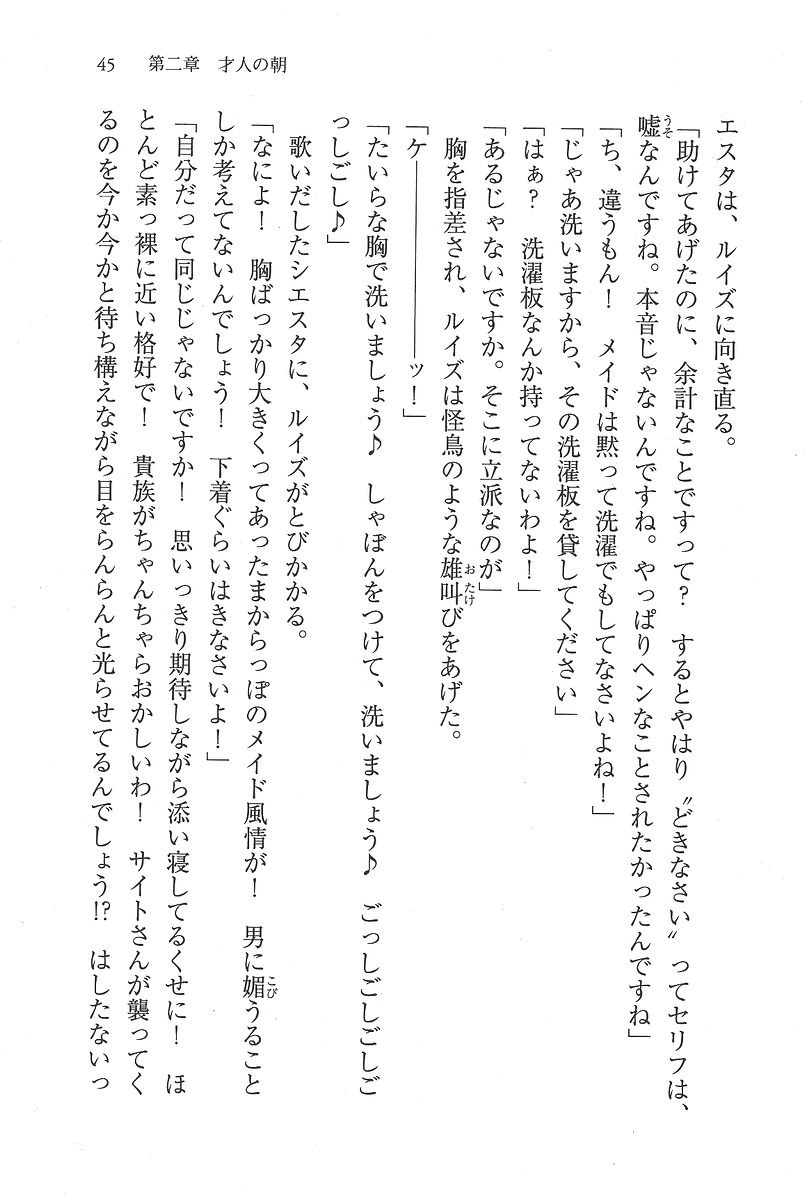 45　第二章　才人の朝
エスタは、ルイズに向き直る。
「助けてあげたのに、余計なことですって？　するとやはり〝どきなさい〟ってセリフは、
嘘なんですね。本音じゃないんですね。やっぱりヘンなことされたかったんですね」
「ち、違うもん！　メイドは黙って洗濯でもしてなさいよね！」
「じゃあ洗いますから、その洗濯板を貸してください」
「はぁ？　洗濯板なんか持ってないわよ！」
「あるじゃないですか。そこに立派なのが」
　胸を指差され、ルイズは怪鳥のような雄叫びをあげた。
「ケ――――――――ッ！」
「たいらな胸で洗いましょう♪　しゃぼんをつけて、洗いましょう♪　ごっしごしごしご
っしごし♪」
　歌いだしたシエスタに、ルイズがとびかかる。
「なによ！　胸ばっかり大きくってあったまからっぽのメイド風情が！　男に媚うること
しか考えてないんでしょう！　下着ぐらいはきなさいよ！」
「自分だって同じじゃないですか！　思いっきり期待しながら添い寝してるくせに！　ほ
とんど素っ裸に近い格好で！　貴族がちゃんちゃらおかしいわ！　サイトさんが襲ってく
るのを今か今かと待ち構えながら目をらんらんと光らせてるんでしょう!?　はしたないっ